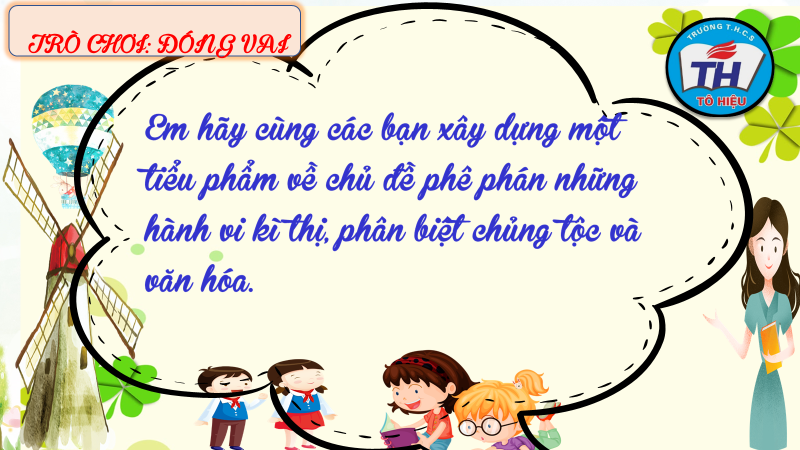 TRÒ CHƠI: ĐÓNG VAI
TRƯỜNG T.H.C.S
TH
TÔ HIỆU
Em hãy cùng các bạn xây dựng một
tiểu phẩm về chủ đề phê phán những
hành vi kì thị, phân biệt chủng tộc và
văn hóa.